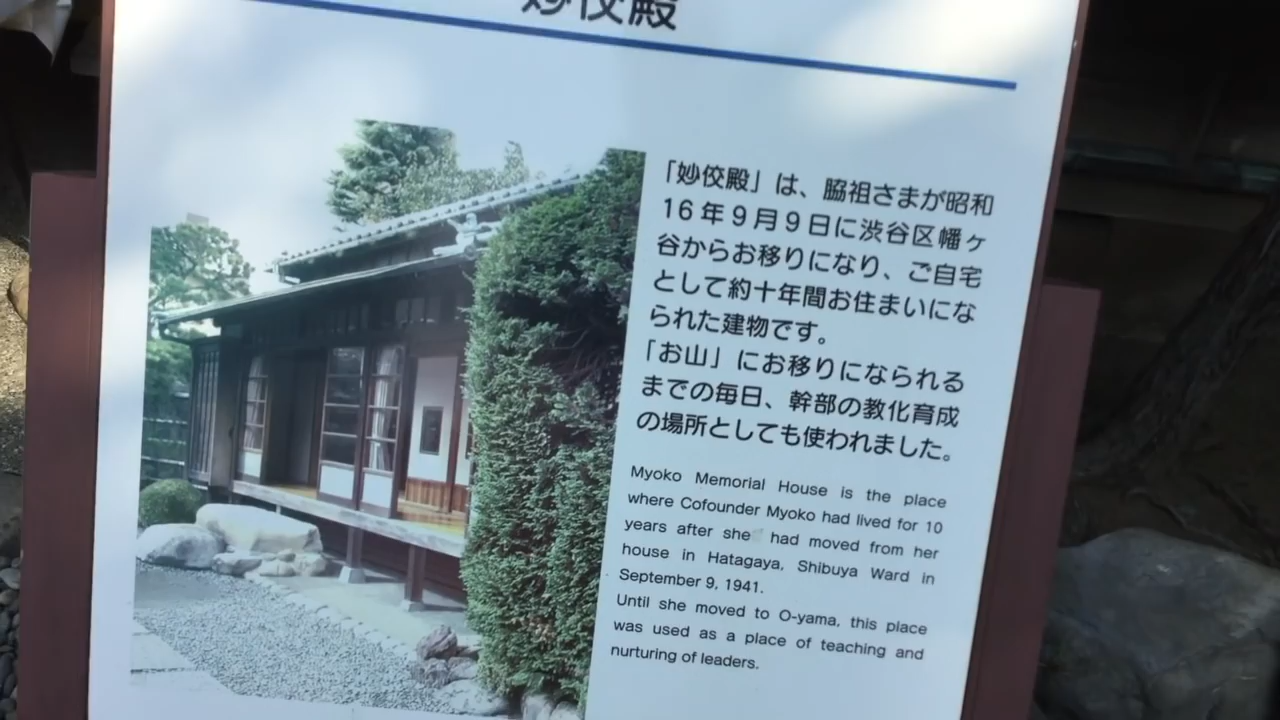 妙佼殿
「妙佼殿」は、脇祖さまが昭和
16年9月9日に渋谷区幡ヶ
谷からお移りになり、ご自宅
として約十年間お住まいにな
られた建物です。
「お山」にお移りになられる
までの毎日、幹部の教化育成
の場所としても使われました。
Myoko Memorial House is the place
where Cofounder Myoko had lived for 10
years after she had moved from her
house in Hatagaya, Shibuya Ward in
September 9, 1941.
Until she moved to O-yama, this place
was used as a place of teaching and
nurturing of leaders.